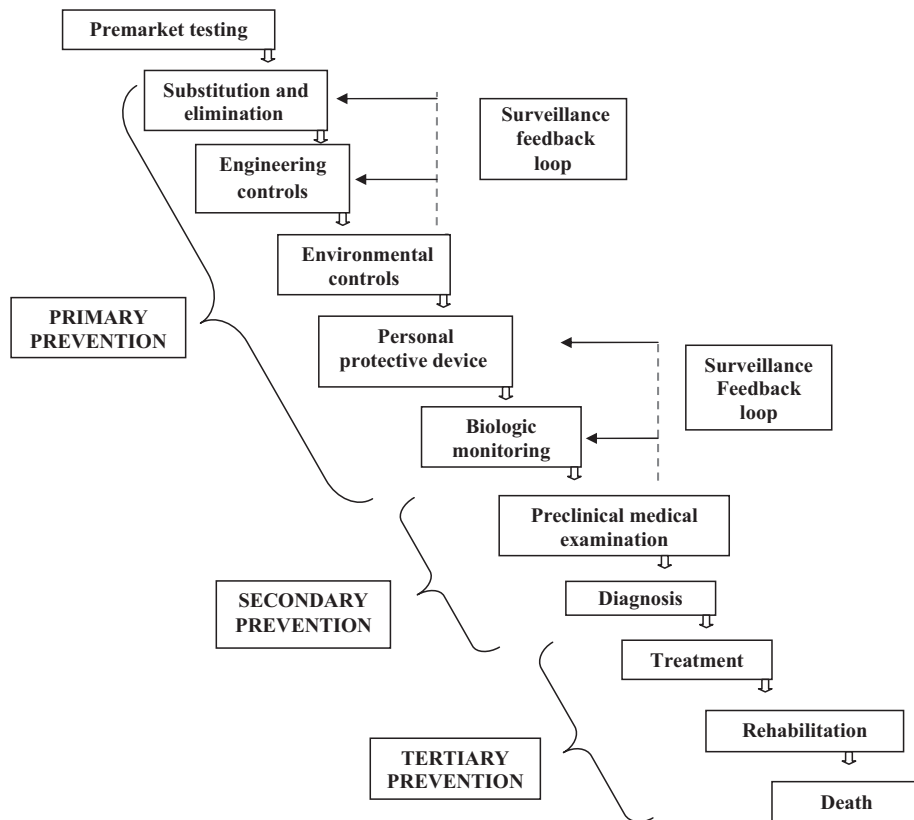 Premarket testing
Substitution and
elimination
Surveillance
feedback
loop
Engineering
controls
Environmental
controls
PRIMARY
PREVENTION
Personal
protective device
Surveillance
Feedback
loop
Biologic
monitoring
Preclinical medical
examination
SECONDARY
PREVENTION
Diagnosis
Treatment
Rehabilitation
TERTIARY
PREVENTION
Death